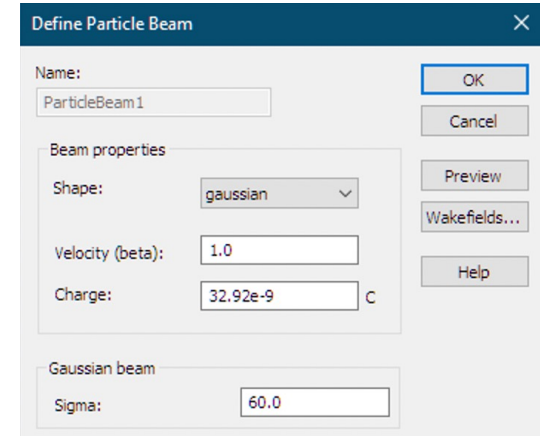 Define Particle Beam
Name:
ParticleBeam1
OK
Cancel
Beam properties
Shape:
gaussian
Preview
Wakefields...
Velocity (beta):
1.0
Help
Charge:
32.92e-9
C
Gaussian beam
Sigma:
60.0